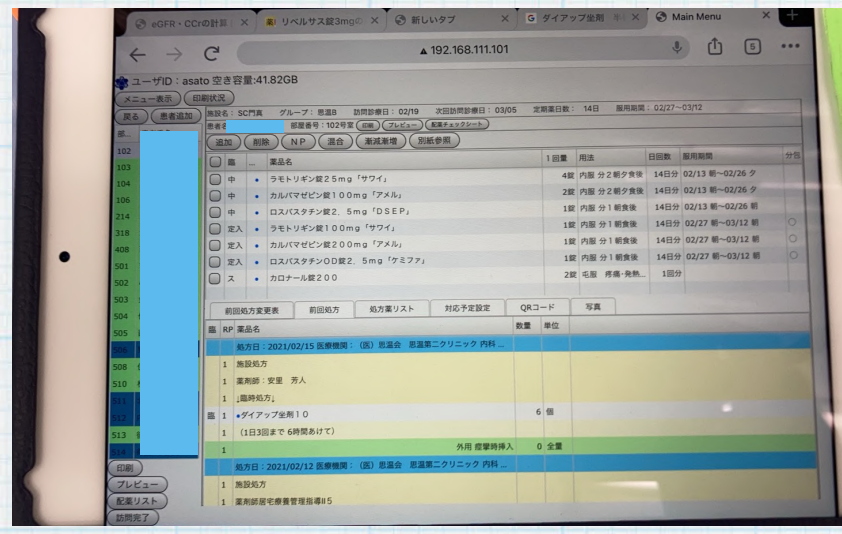 eGFR・CCrの計算
リベルサス錠3mgの
新しいタブ
ダイアップ坐剤
Main Menu
192.168.111.101
5
ユーザID：asato 空き容量:41.82GB
メニュー表示 印刷状況
戻る 患者追加
施設名： SC門真 グループ： 思温B 訪問診療日： 02/19 次回訪問診療日： 03/05 定期薬日数： 14日 服用期間： 02/27～03/12
患者名 部屋番号：102号室 印刷 プレビュー 配薬チェックシート
追加 削除 NP 混合 漸減漸増 別紙参照
臨 ... 薬品名 1回量 用法 日回数 服用期間 分包
中 • ラモトリギン錠25mg「サワイ」 4錠 内服 分2朝夕食後 14日分 02/13 朝～02/26 夕
中 • カルバマゼピン錠100mg「アメル」 2錠 内服 分2朝夕食後 14日分 02/13 朝～02/26 夕
中 • ロスバスタチン錠2．5mg「DSEP」 1錠 内服 分1朝食後 14日分 02/13 朝～02/26 朝
定入 • ラモトリギン錠100mg「サワイ」 1錠 内服 分1朝食後 14日分 02/27 朝～03/12 朝 ○
定入 • カルバマゼピン錠200mg「アメル」 1錠 内服 分1朝食後 14日分 02/27 朝～03/12 朝 ○
定入 • ロスバスタチンOD錠2．5mg「ケミファ」 1錠 内服 分1朝食後 14日分 02/27 朝～03/12 朝 ○
ス • カロナール錠200 2錠 屯服 疼痛・発熱... 1回分
部...
102
103
104
106
214
318
408
501
502
503
504
505
506
508
510
511
512
513
514
前回処方変更表 前回処方 処方薬リスト 対応予定設定 QRコード 写真
臨 RP 薬品名 数量 単位
処方日：2021/02/15 医療機関：（医）思温会 思温第二クリニック 内科 ...
1 施設処方
1 薬剤師：安里 芳人
1 ↓臨時処方↓
臨 1 •ダイアップ坐剤10 6 個
1 （1日3回まで 6時間あけて）
1 外用 痙攣時挿入 0 全量
処方日：2021/02/12 医療機関：（医）思温会 思温第二クリニック 内科 ...
1 施設処方
1 薬剤師居宅療養管理指導II5
印刷
プレビュー
配薬リスト
訪問完了